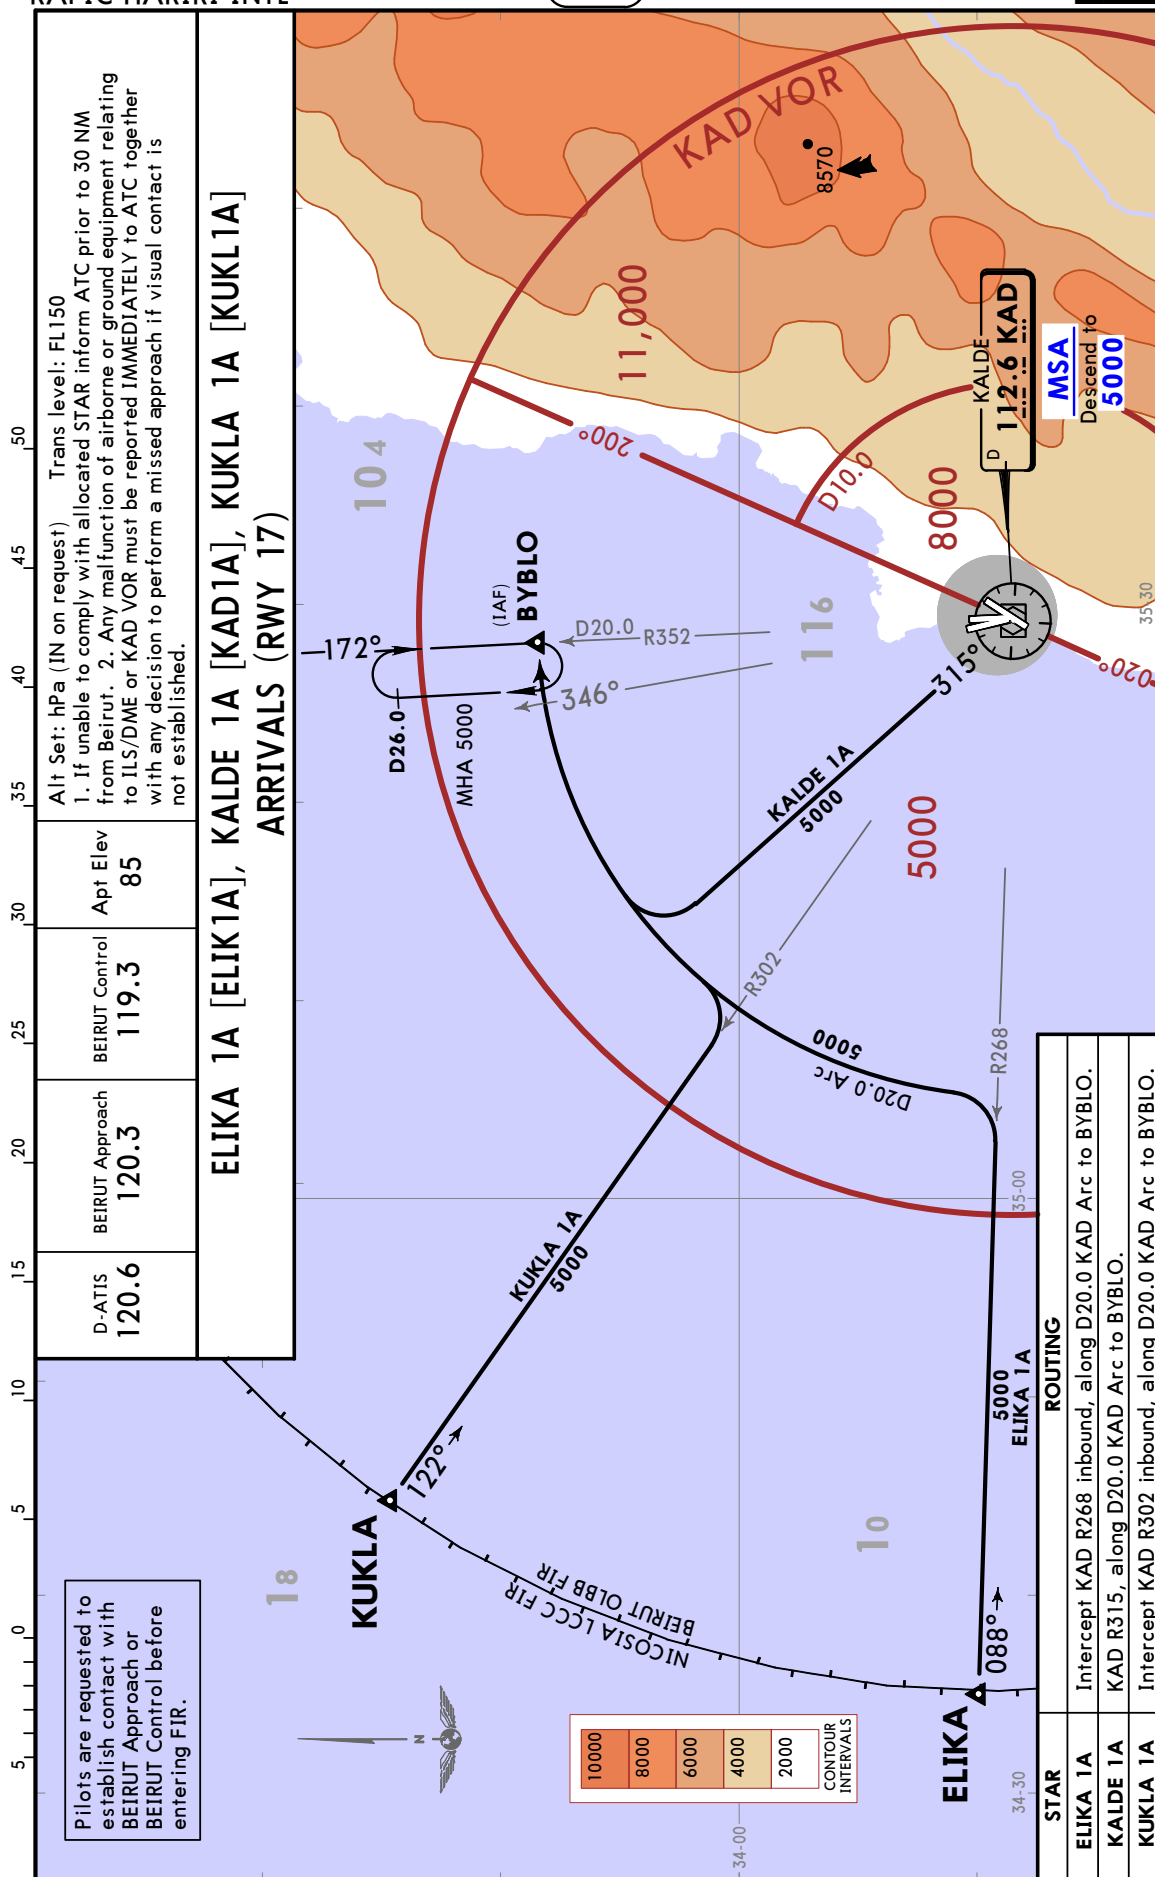 RAFIC HARIRI INTL
5 0 5 10 15 20 25 30 35 40 45 50
Pilots are requested to
establish contact with
BEIRUT Approach or
BEIRUT Control before
entering FIR.
D-ATIS
120.6
BEIRUT Approach
120.3
BEIRUT Control
119.3
Apt Elev
85
Alt Set: hPa (IN on request) Trans level: FL150
1. If unable to comply with allocated STAR inform ATC prior to 30 NM
from Beirut. 2. Any malfunction of airborne or ground equipment relating
to ILS/DME or KAD VOR must be reported IMMEDIATELY to ATC together
with any decision to perform a missed approach if visual contact is
not established.
ELIKA 1A [ELIK1A], KALDE 1A [KAD1A], KUKLA 1A [KUKL1A]
ARRIVALS (RWY 17)
18
104
KUKLA
122°
KUKLA 1A
5000
172°
D26.0
MHA 5000
(IAF)
BYBLO
D20.0
R352
346°
116
200°
11,000
KAD VOR
8570
N
NICOSIA LCCC FIR
BEIRUT OLBB FIR
R302
KALDE 1A
5000
315°
D10.0
8000
KALDE
D
112.6 KAD
MSA
Descend to
5000
5000
D20.0 Arc
5000
R268
020°
10
10000
8000
6000
4000
2000
CONTOUR
INTERVALS
34-00
ELIKA
088°
5000
ELIKA 1A
34-30
35-00
35-30
STAR ROUTING
ELIKA 1A Intercept KAD R268 inbound, along D20.0 KAD Arc to BYBLO.
KALDE 1A KAD R315, along D20.0 KAD Arc to BYBLO.
KUKLA 1A Intercept KAD R302 inbound, along D20.0 KAD Arc to BYBLO.